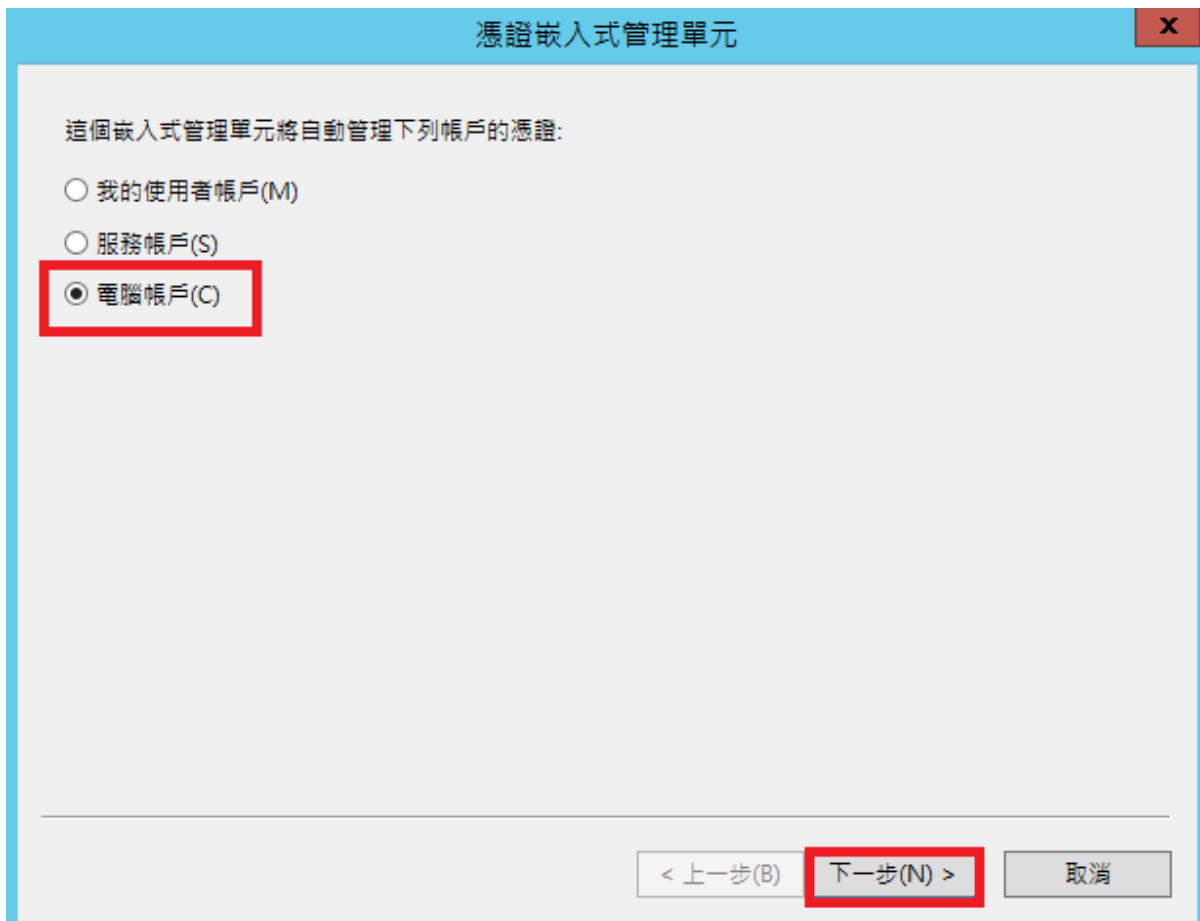 憑證嵌入式管理單元
x
這個嵌入式管理單元將自動管理下列帳戶的憑證:
我的使用者帳戶(M)
服務帳戶(S)
電腦帳戶(C)
< 上一步(B) 下一步(N) > 取消